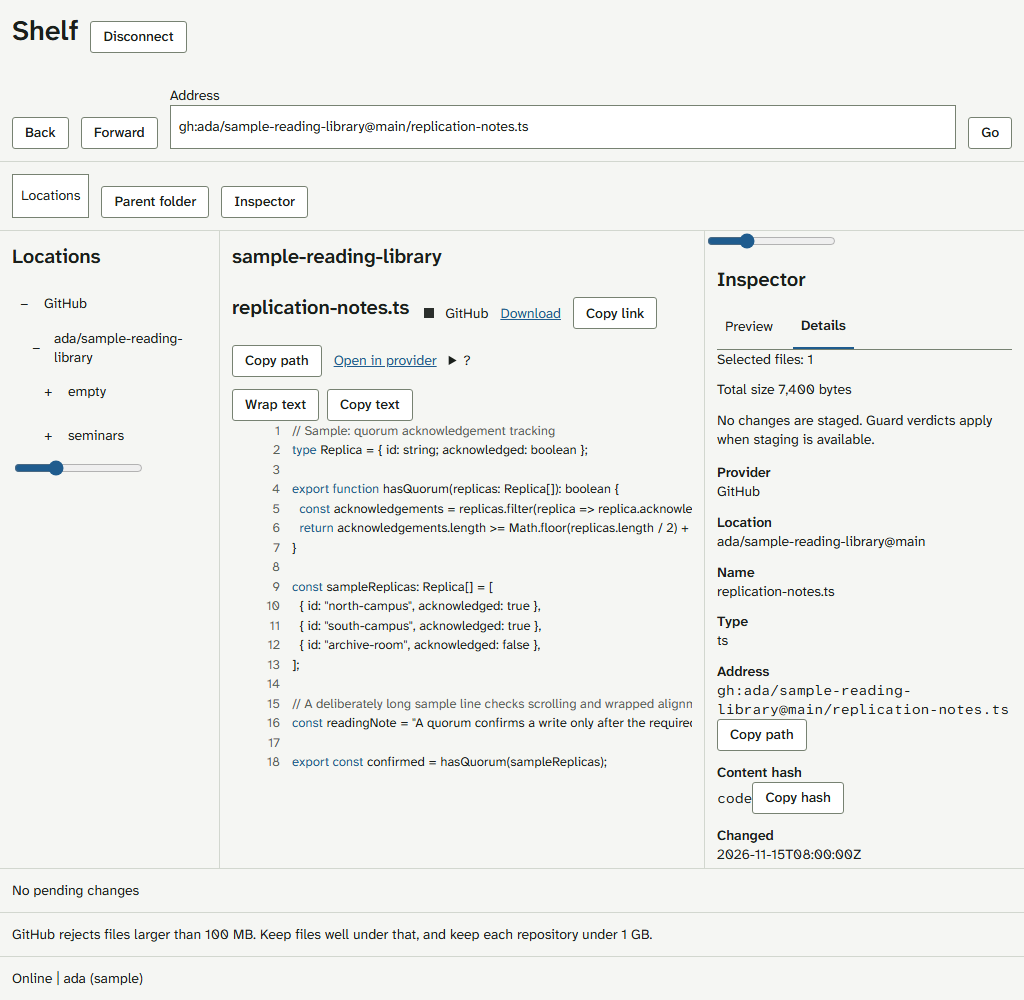 Shelf
Disconnect
Address
Back
Forward
gh:ada/sample-reading-library@main/replication-notes.ts
Go
Locations
Parent folder
Inspector
Locations
– GitHub
– ada/sample-reading-
library
+ empty
+ seminars
sample-reading-library
replication-notes.ts
GitHub
Download
Copy link
Copy path
Open in provider
?
Wrap text
Copy text
1 // Sample: quorum acknowledgement tracking
2 type Replica = { id: string; acknowledged: boolean };
3
4 export function hasQuorum(replicas: Replica[]): boolean {
5 const acknowledgements = replicas.filter(replica => replica.acknowle
6 return acknowledgements.length >= Math.floor(replicas.length / 2) +
7 }
8
9 const sampleReplicas: Replica[] = [
10 { id: "north-campus", acknowledged: true },
11 { id: "south-campus", acknowledged: true },
12 { id: "archive-room", acknowledged: false },
13 ];
14
15 // A deliberately long sample line checks scrolling and wrapped alignn
16 const readingNote = "A quorum confirms a write only after the required
17
18 export const confirmed = hasQuorum(sampleReplicas);
Inspector
Preview
Details
Selected files: 1
Total size 7,400 bytes
No changes are staged. Guard verdicts apply
when staging is available.
Provider
GitHub
Location
ada/sample-reading-library@main
Name
replication-notes.ts
Type
ts
Address
gh:ada/sample-reading-
library@main/replication-notes.ts
Copy path
Content hash
code
Copy hash
Changed
2026-11-15T08:00:00Z
No pending changes
GitHub rejects files larger than 100 MB. Keep files well under that, and keep each repository under 1 GB.
Online | ada (sample)